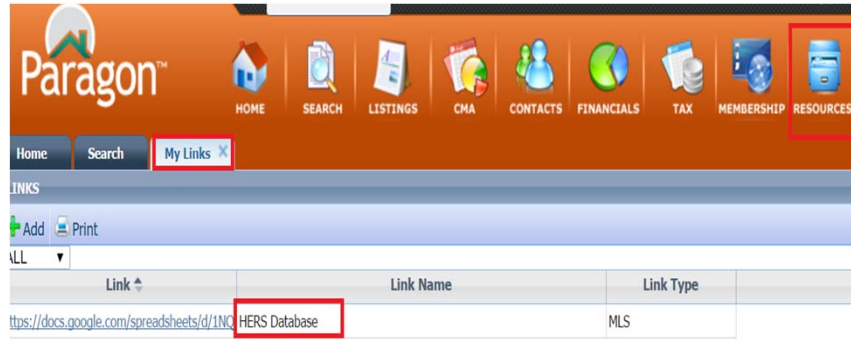 Paragon™
HOME SEARCH LISTINGS CMA CONTACTS FINANCIALS TAX MEMBERSHIP RESOURCES
Home Search My Links X
LINKS
Add Print
ALL ▼
Link Link Name Link Type
ttps://docs.google.com/spreadsheets/d/1NQ HERS Database MLS